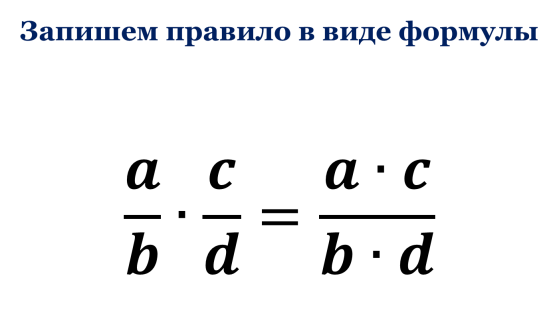 Запишем правило в виде формулы
a/b · c/d = a · c/b · d